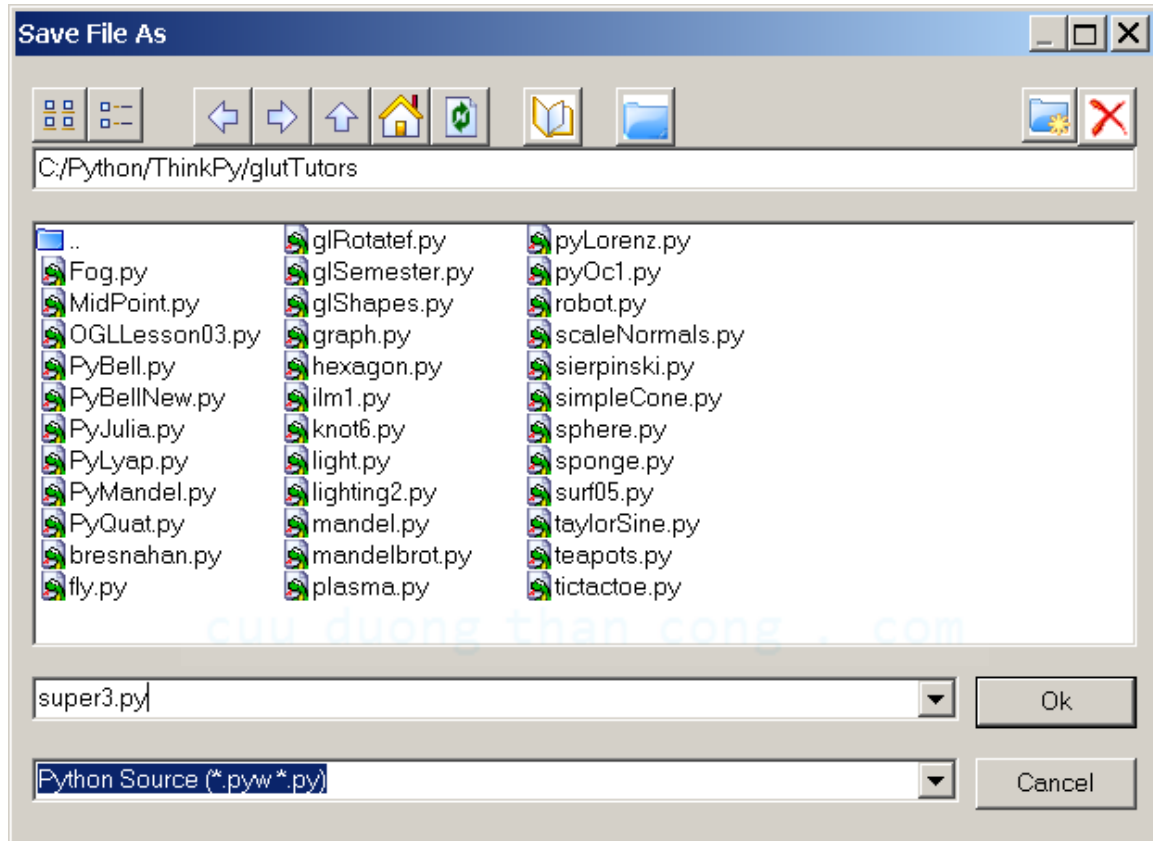 Save File As
C:/Python/ThinkPy/glutTutors
..
Fog.py
MidPoint.py
OGLLesson03.py
PyBell.py
PyBellNew.py
PyJulia.py
PyLyap.py
PyMandel.py
PyQuat.py
bresnahan.py
fly.py
glRotatef.py
glSemester.py
glShapes.py
graph.py
hexagon.py
ilm1.py
knot6.py
light.py
lighting2.py
mandel.py
mandelbrot.py
plasma.py
pyLorenz.py
pyOc1.py
robot.py
scaleNormals.py
sierpinski.py
simpleCone.py
sphere.py
sponge.py
surf05.py
taylorSine.py
teapots.py
tictactoe.py
cuu duong than cong . com
super3.py
Ok
Python Source (*.pyw *.py)
Cancel